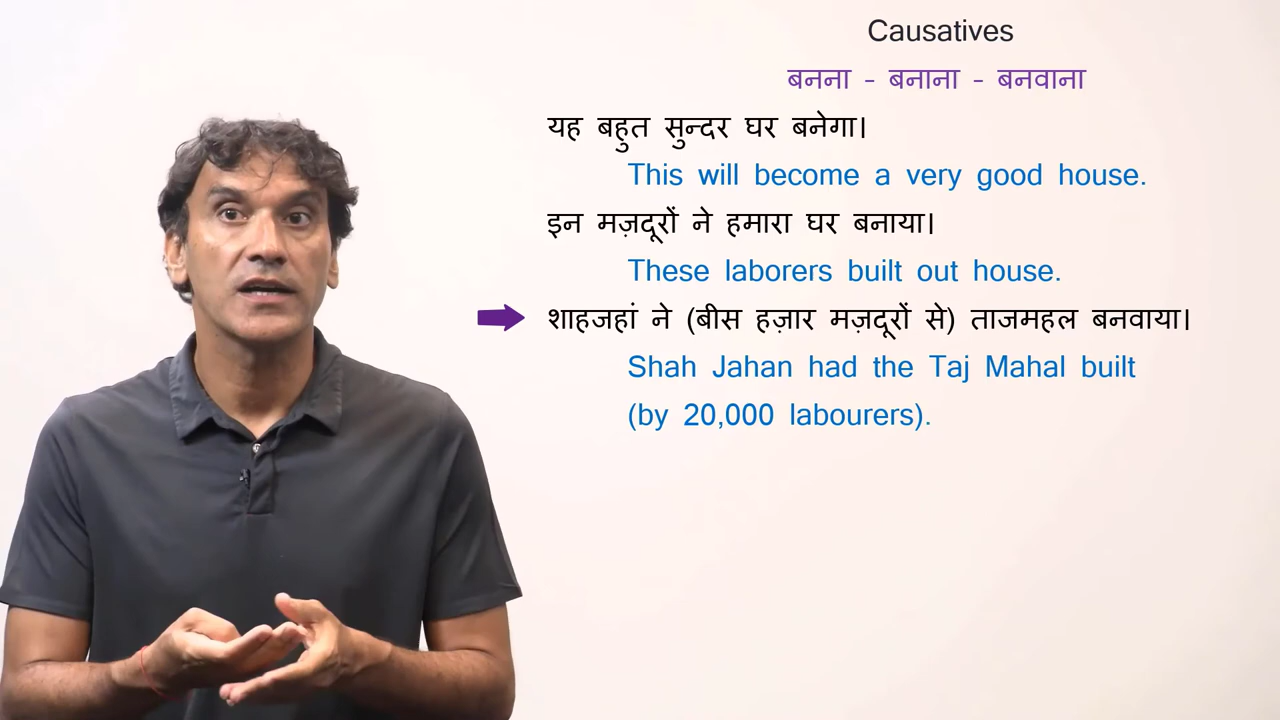 Causatives
बनना - बनाना - बनवाना
यह बहुत सुन्दर घर बनेगा।
This will become a very good house.
इन मज़दूरों ने हमारा घर बनाया।
These laborers built out house.
शाहजहां ने (बीस हज़ार मज़दूरों से) ताजमहल बनवाया।
Shah Jahan had the Taj Mahal built
(by 20,000 labourers).